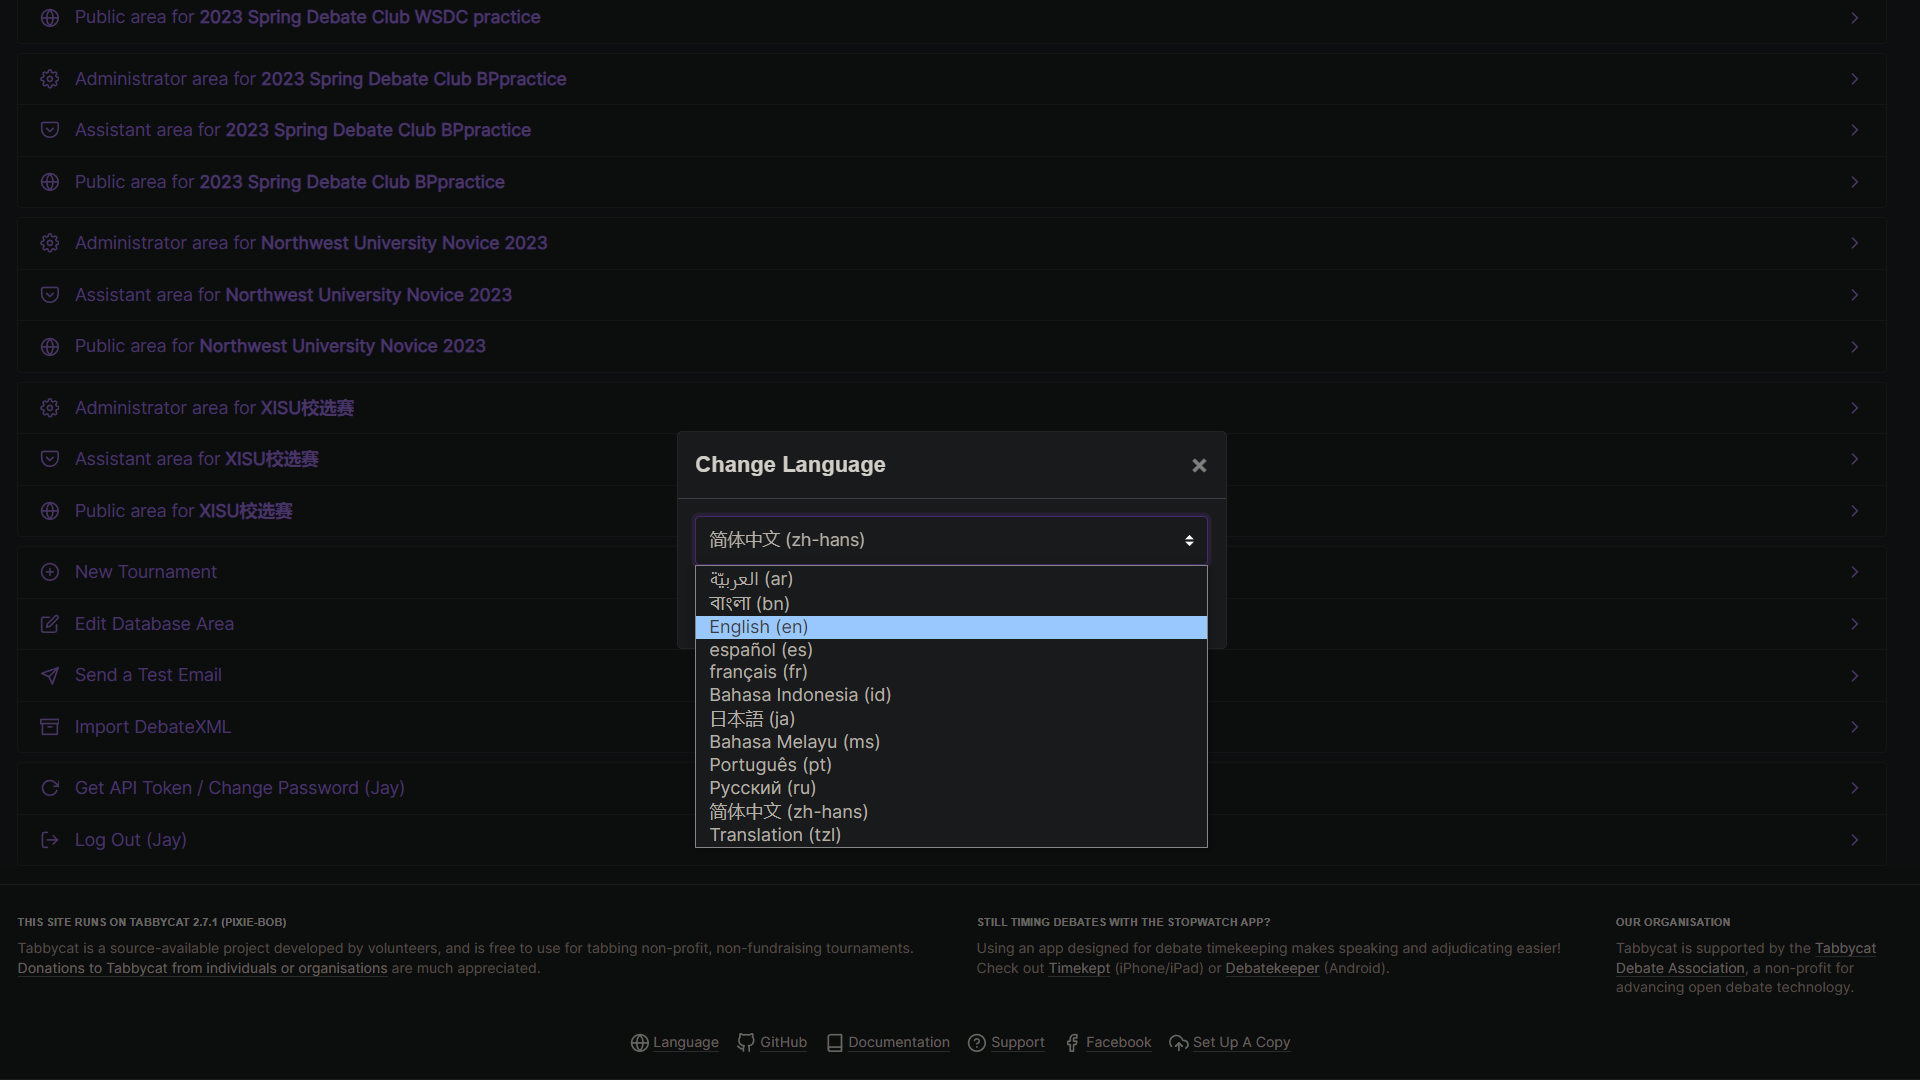 Public area for 2023 Spring Debate Club WSDC practice
Administrator area for 2023 Spring Debate Club BPpractice
Assistant area for 2023 Spring Debate Club BPpractice
Public area for 2023 Spring Debate Club BPpractice
Administrator area for Northwest University Novice 2023
Assistant area for Northwest University Novice 2023
Public area for Northwest University Novice 2023
Administrator area for XISU校选赛
Assistant area for XISU校选赛
Public area for XISU校选赛
New Tournament
Edit Database Area
Send a Test Email
Import DebateXML
Get API Token / Change Password (Jay)
Log Out (Jay)
Change Language
×
简体中文 (zh-hans)
العربيّة (ar)
বাংলা (bn)
English (en)
español (es)
français (fr)
Bahasa Indonesia (id)
日本語 (ja)
Bahasa Melayu (ms)
Português (pt)
Русский (ru)
简体中文 (zh-hans)
Translation (tzl)
THIS SITE RUNS ON TABBYCAT 2.7.1 (PIXIE-BOB)
Tabbycat is a source-available project developed by volunteers, and is free to use for tabbing non-profit, non-fundraising tournaments.
Donations to Tabbycat from individuals or organisations are much appreciated.
STILL TIMING DEBATES WITH THE STOPWATCH APP?
Using an app designed for debate timekeeping makes speaking and adjudicating easier!
Check out Timekept (iPhone/iPad) or Debatekeeper (Android).
OUR ORGANISATION
Tabbycat is supported by the Tabbycat
Debate Association, a non-profit for
advancing open debate technology.
Language GitHub Documentation Support Facebook Set Up A Copy